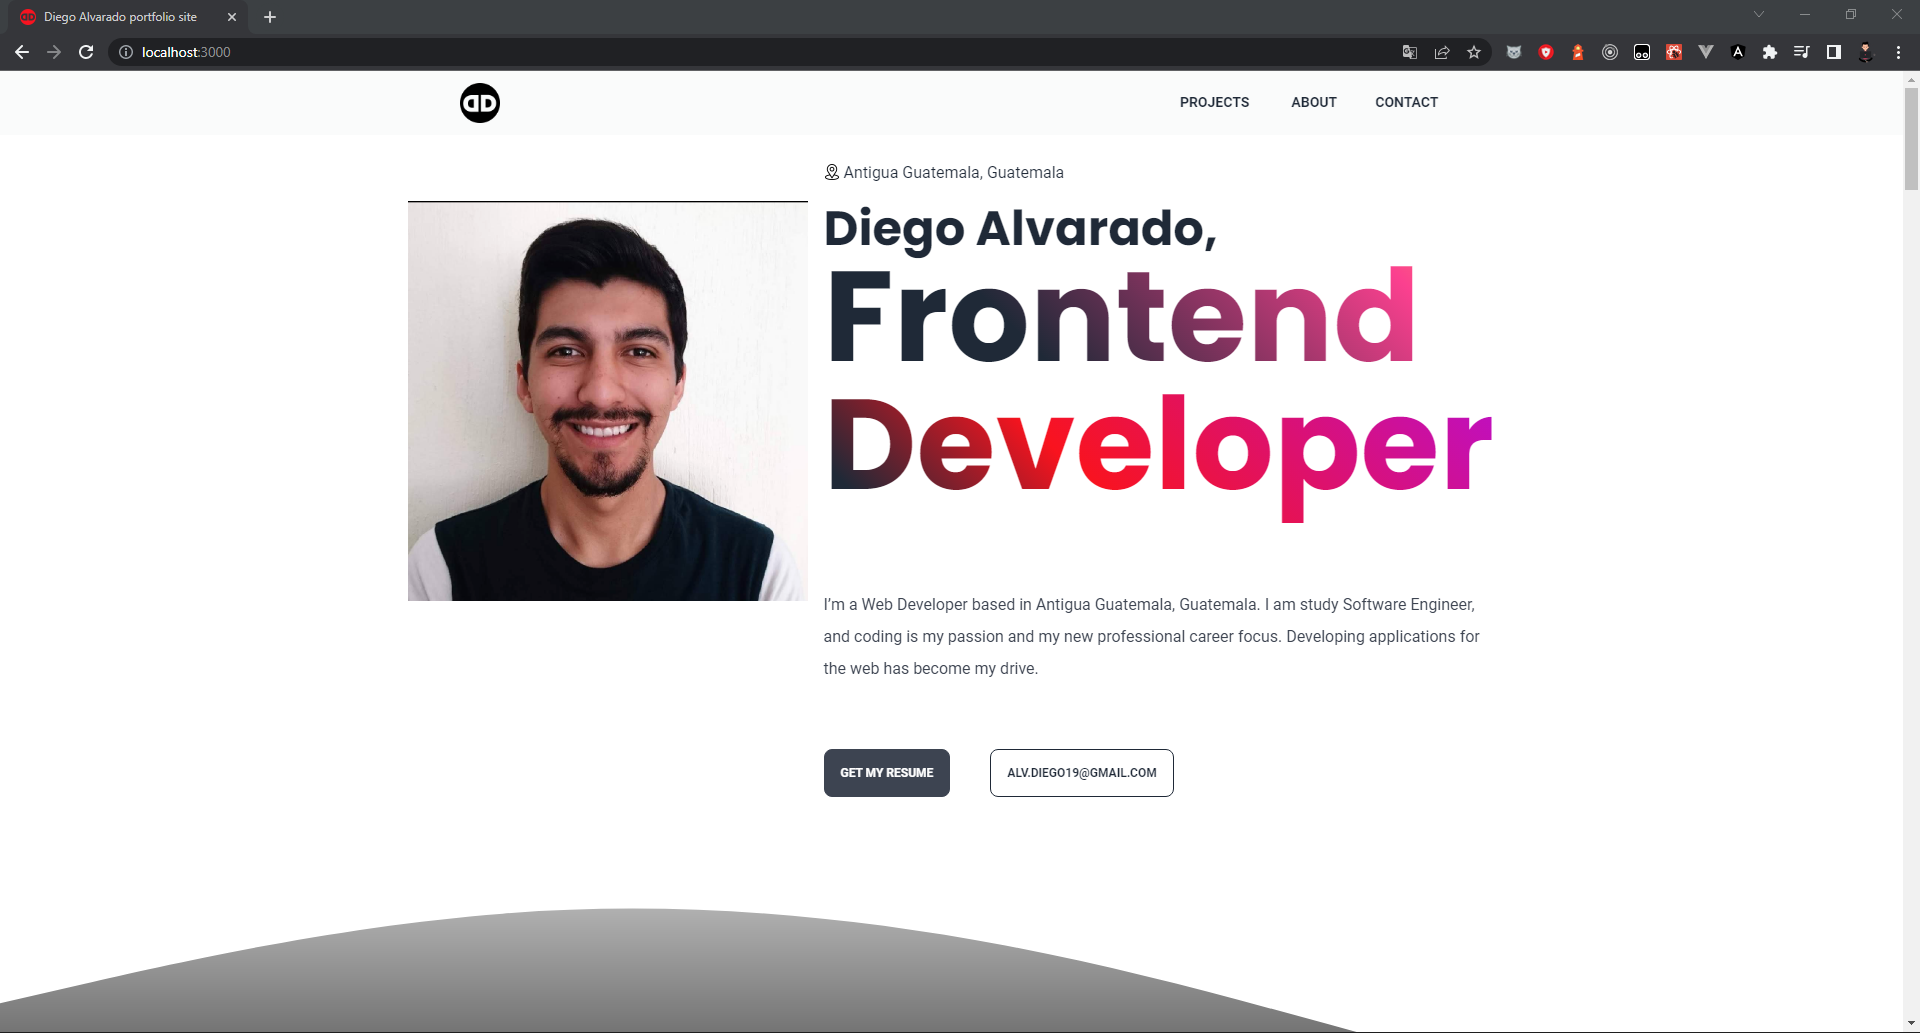 Diego Alvarado portfolio site
localhost:3000
DD
PROJECTS ABOUT CONTACT
Antigua Guatemala, Guatemala
Diego Alvarado,
Frontend
Developer
I’m a Web Developer based in Antigua Guatemala, Guatemala. I am study Software Engineer,
and coding is my passion and my new professional career focus. Developing applications for
the web has become my drive.
GET MY RESUME ALV.DIEGO19@GMAIL.COM